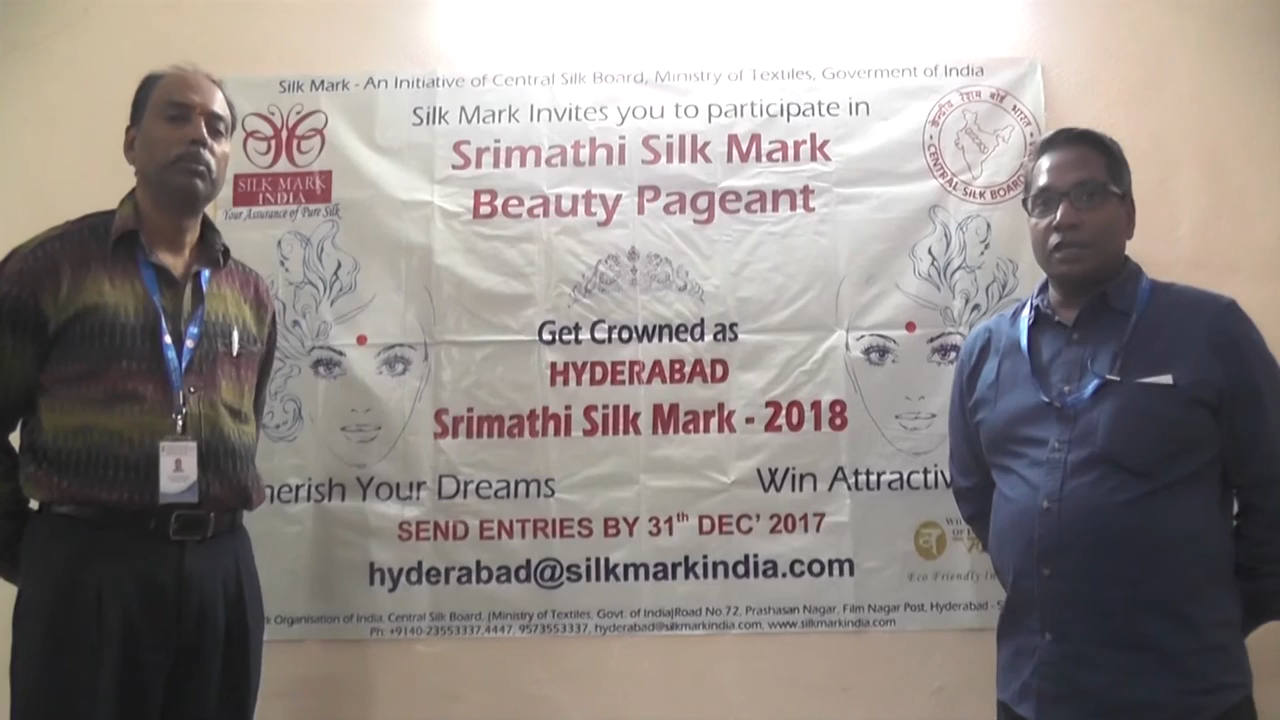 Silk Mark - An Initiative of Central Silk Board, Ministry of Textiles, Goverment of India
Silk Mark Invites you to participate in
Srimathi Silk Mark
Beauty Pageant
SILK MARK
INDIA
Your Assurance of Pure Silk
केन्द्रीय रेशम बोर्ड भारत
CENTRAL SILK BOARD
Get Crowned as
HYDERABAD
Srimathi Silk Mark - 2018
herish Your Dreams
Win Attractiv
SEND ENTRIES BY 31th DEC' 2017
hyderabad@silkmarkindia.com
Eco Friendly In
k Organisation of India, Central Silk Board, (Ministry of Textiles, Govt. of India)Road No.72, Prashasan Nagar, Film Nagar Post, Hyderabad - 5
Ph: +9140-23553337,4447, 9573553337, hyderabad@silkmarkindia.com, www.silkmarkindia.com